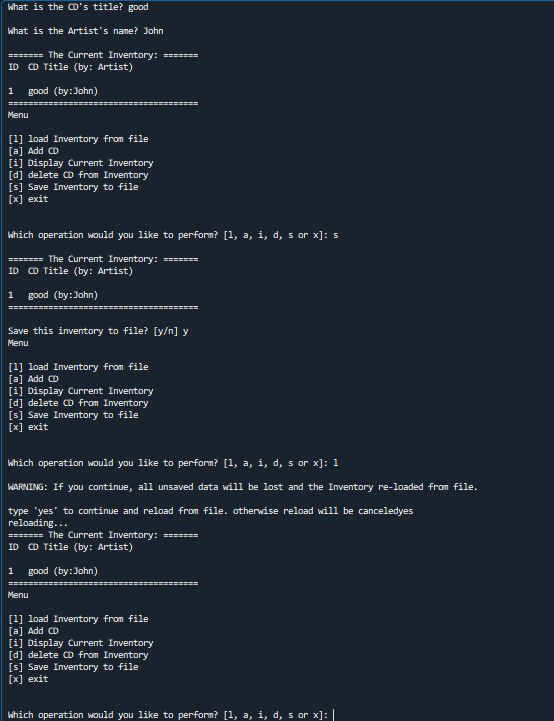 What is the CD's title? good
What is the Artist's name? John
======= The Current Inventory: =======
ID  CD Title (by: Artist)
1   good (by:John)
======================================
Menu
[l] load Inventory from file
[a] Add CD
[i] Display Current Inventory
[d] delete CD from Inventory
[s] Save Inventory to file
[x] exit
Which operation would you like to perform? [l, a, i, d, s or x]: s
======= The Current Inventory: =======
ID  CD Title (by: Artist)
1   good (by:John)
======================================
Save this inventory to file? [y/n] y
Menu
[l] load Inventory from file
[a] Add CD
[i] Display Current Inventory
[d] delete CD from Inventory
[s] Save Inventory to file
[x] exit
Which operation would you like to perform? [l, a, i, d, s or x]: l
WARNING: If you continue, all unsaved data will be lost and the Inventory re-loaded from file.
type 'yes' to continue and reload from file. otherwise reload will be canceledyes
reloading...
======= The Current Inventory: =======
ID  CD Title (by: Artist)
1   good (by:John)
======================================
Menu
[l] load Inventory from file
[a] Add CD
[i] Display Current Inventory
[d] delete CD from Inventory
[s] Save Inventory to file
[x] exit
Which operation would you like to perform? [l, a, i, d, s or x]: